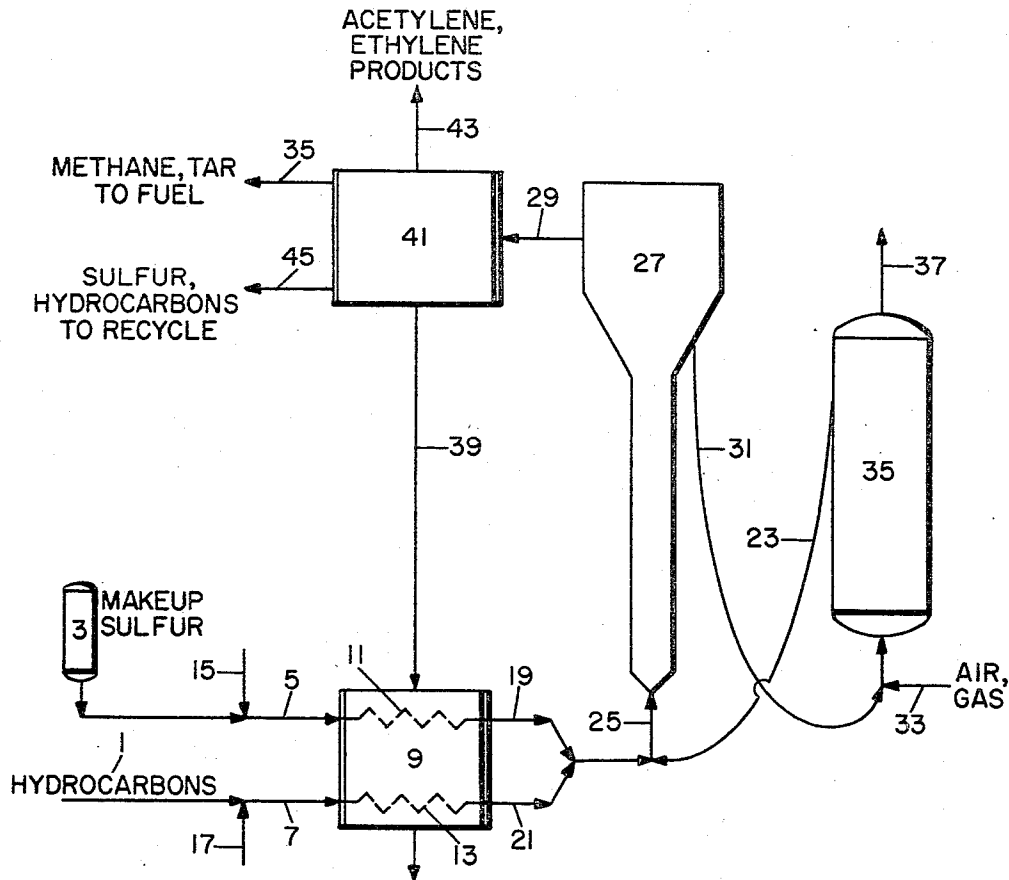 ACETYLENE,
ETHYLENE
PRODUCTS
43
METHANE, TAR
TO FUEL
35
41
29
27
37
SULFUR,
HYDROCARBONS
TO RECYCLE
45
39
31
23
35
3
MAKEUP
SULFUR
15
5
11
19
25
AIR,
GAS
33
1
HYDROCARBONS
9
17
7
13
21